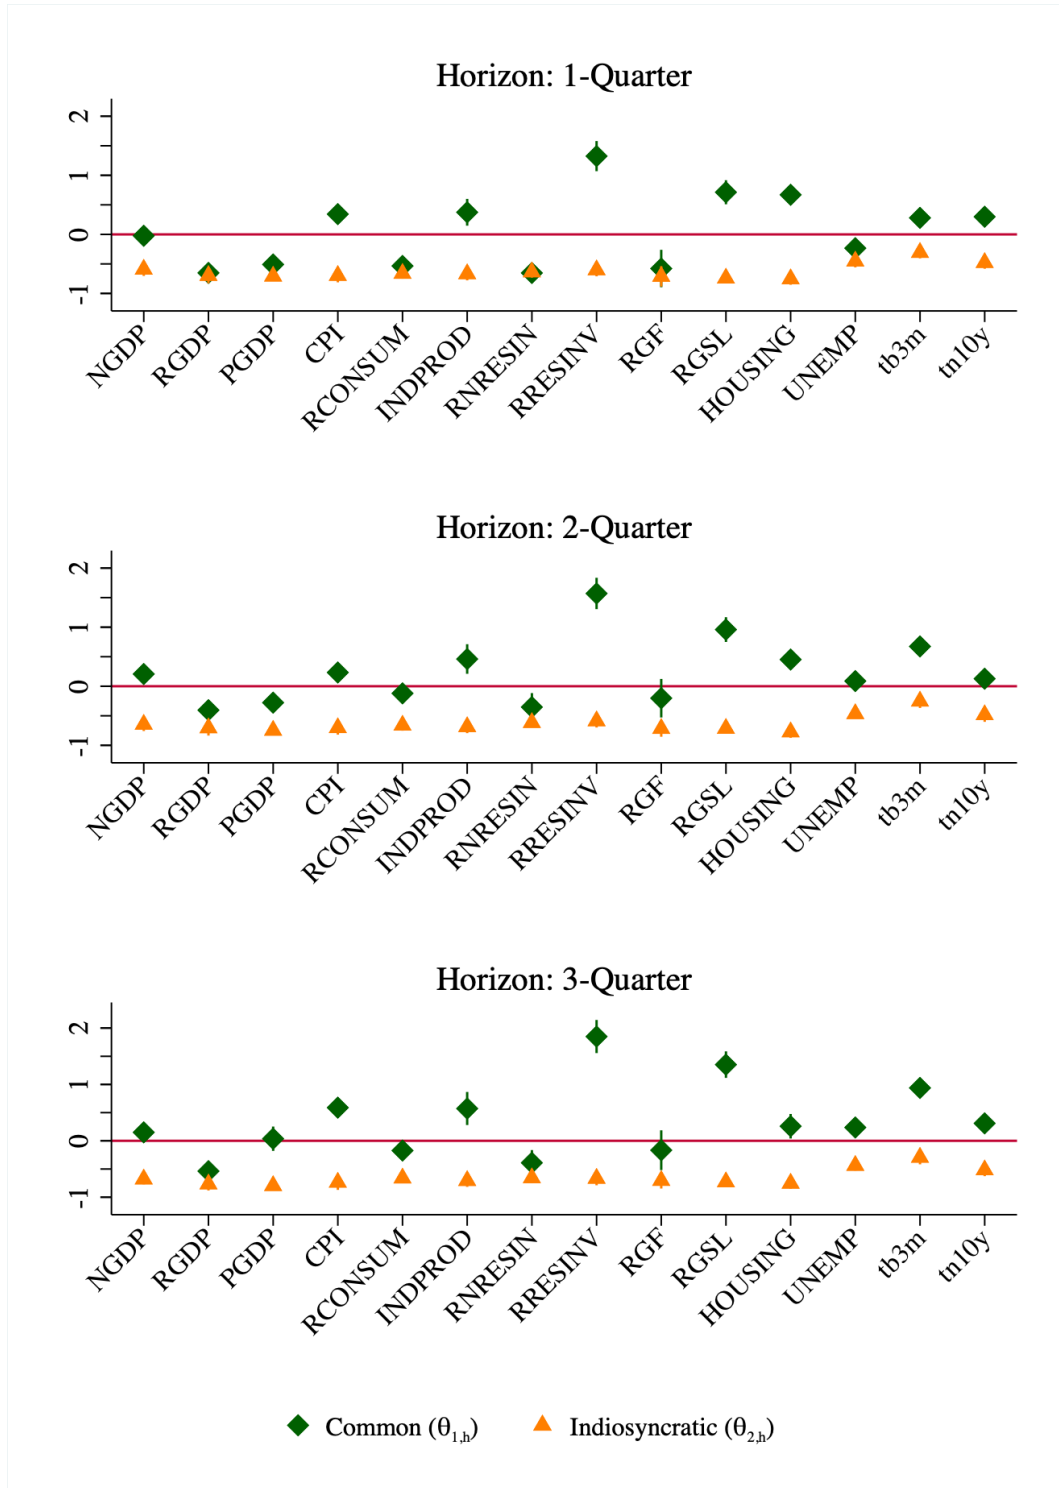 Horizon: 1-Quarter
2
1
0
-1
NGDP RGDP PGDP CPI RCONSUM INDPROD RNRESIN RRESINV RGF RGSL HOUSING UNEMP tb3m tn10y
Horizon: 2-Quarter
2
1
0
-1
NGDP RGDP PGDP CPI RCONSUM INDPROD RNRESIN RRESINV RGF RGSL HOUSING UNEMP tb3m tn10y
Horizon: 3-Quarter
2
1
0
-1
NGDP RGDP PGDP CPI RCONSUM INDPROD RNRESIN RRESINV RGF RGSL HOUSING UNEMP tb3m tn10y
Common (θ1,h) Indiosyncratic (θ2,h)